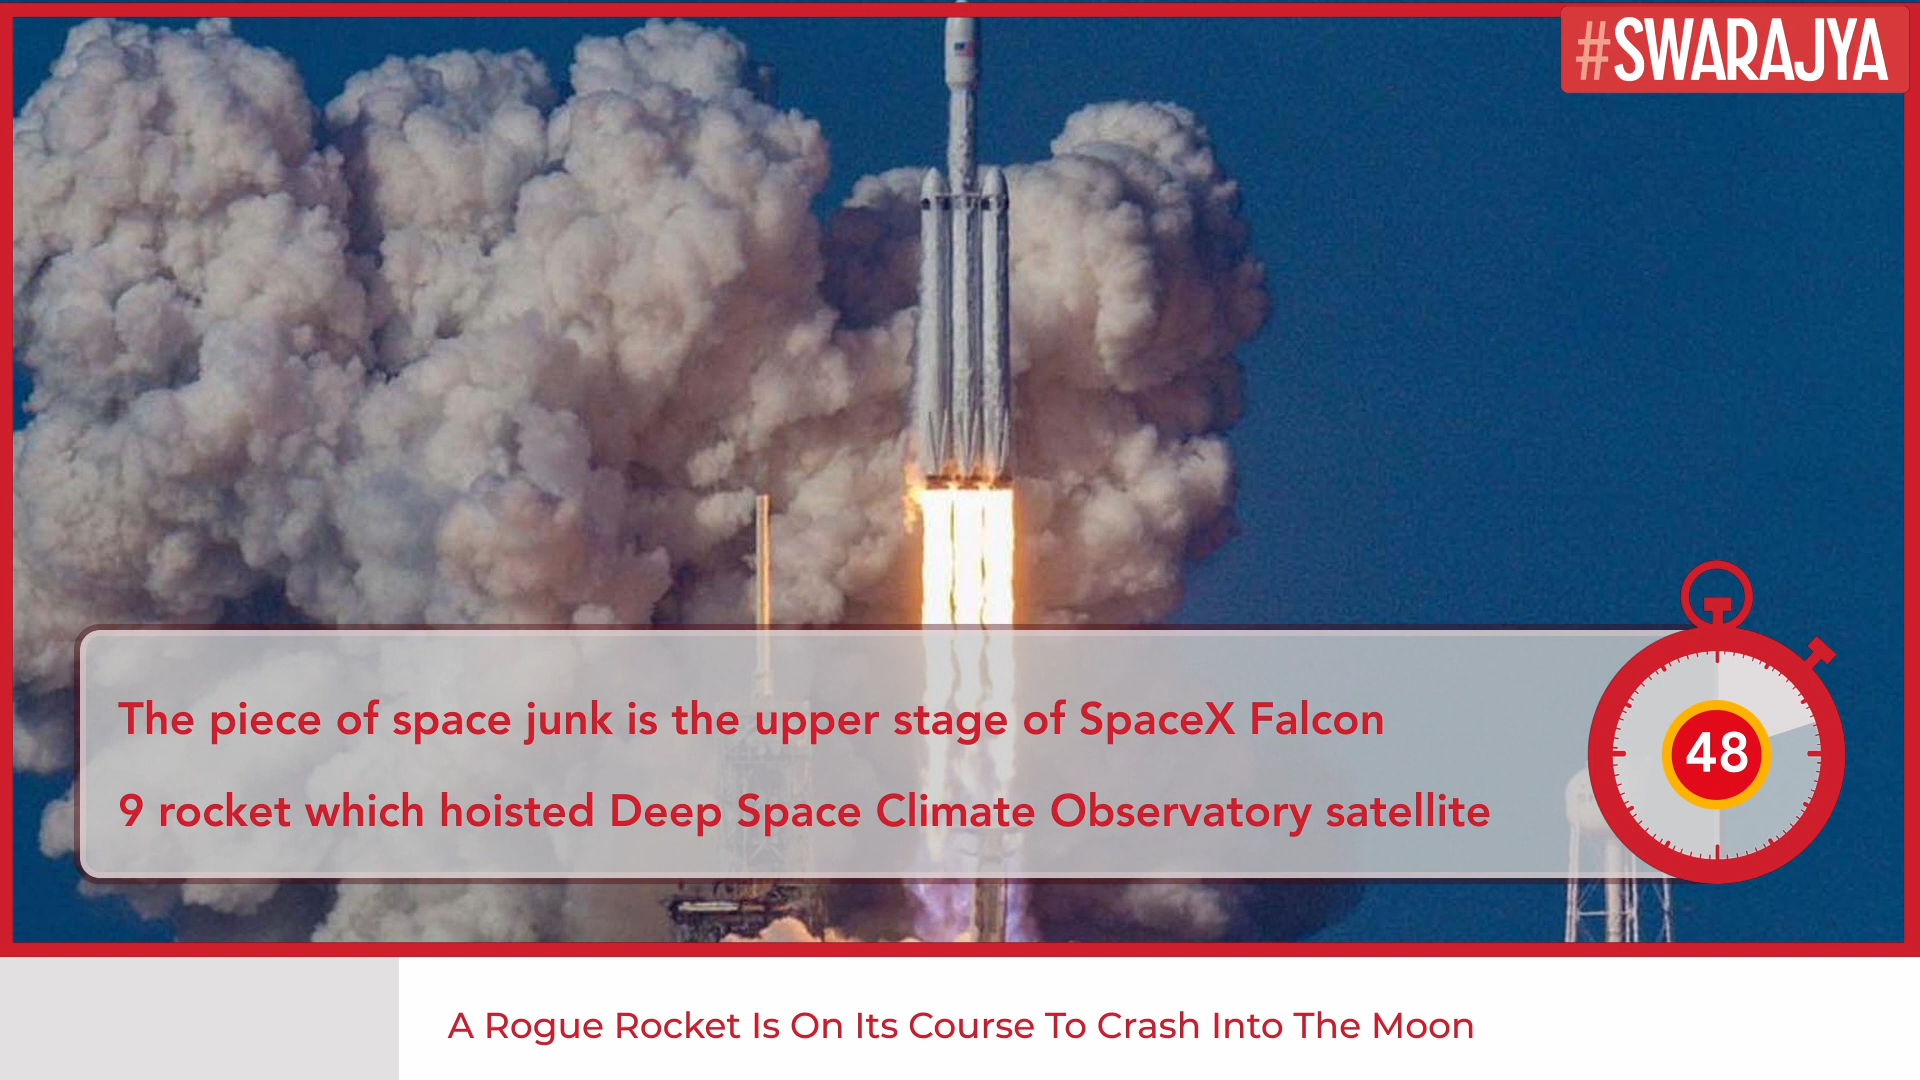 #SWARAJYA
The piece of space junk is the upper stage of SpaceX Falcon
9 rocket which hoisted Deep Space Climate Observatory satellite
48
A Rogue Rocket Is On Its Course To Crash Into The Moon